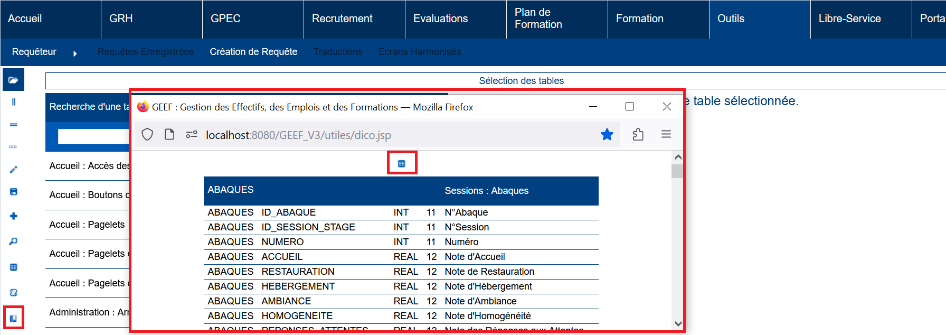 Accueil GRH GPEC Recrutement Evaluations Plan de Formation Formation Outils Libre-Service Porta
Requêteur Requêtes Enregistrées Création de Requête Traductions Ecrans Harmonisés
Sélection des tables
Recherche d'une ta
e table sélectionnée.
Accueil : Accès des
Accueil : Boutons d
Accueil : Pagelets
Accueil : Pagelets
Accueil : Pagelets
Administration : An
GEEF : Gestion des Effectifs, des Emplois et des Formations — Mozilla Firefox
localhost:8080/GEEF_V3/utiles/dico.jsp
ABAQUES Sessions : Abaques
ABAQUES ID_ABAQUE INT 11 N°Abaque
ABAQUES ID_SESSION_STAGE INT 11 N°Session
ABAQUES NUMERO INT 11 Numéro
ABAQUES ACCUEIL REAL 12 Note d'Accueil
ABAQUES RESTAURATION REAL 12 Note de Restauration
ABAQUES HEBERGEMENT REAL 12 Note d'Hébergement
ABAQUES AMBIANCE REAL 12 Note d'Ambiance
ABAQUES HOMOGENEITE REAL 12 Note d'Homogénéité
ABAQUES REPONSES_ATTENTES REAL 12 Note des Réponses aux Attentes